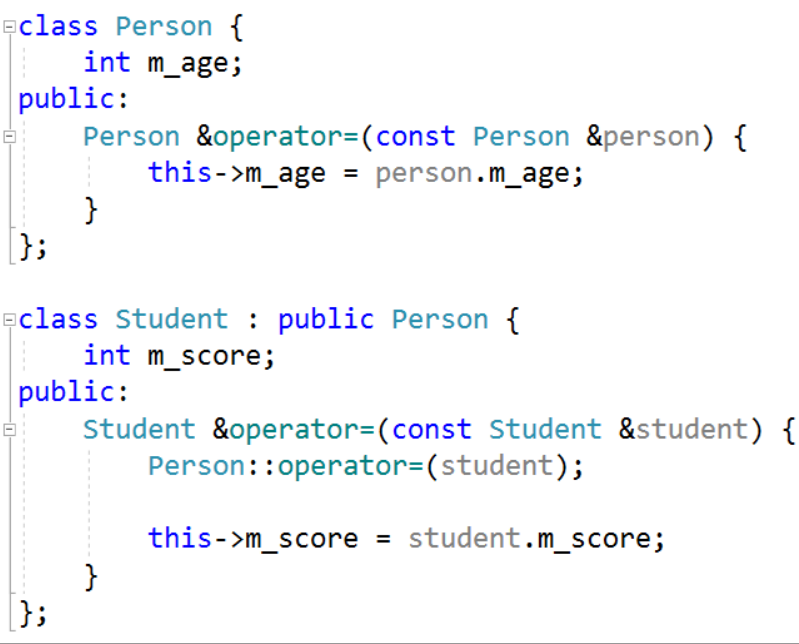 class Person {
    int m_age;
public:
    Person &operator=(const Person &person) {
        this->m_age = person.m_age;
    }
};

class Student : public Person {
    int m_score;
public:
    Student &operator=(const Student &student) {
        Person::operator=(student);

        this->m_score = student.m_score;
    }
};